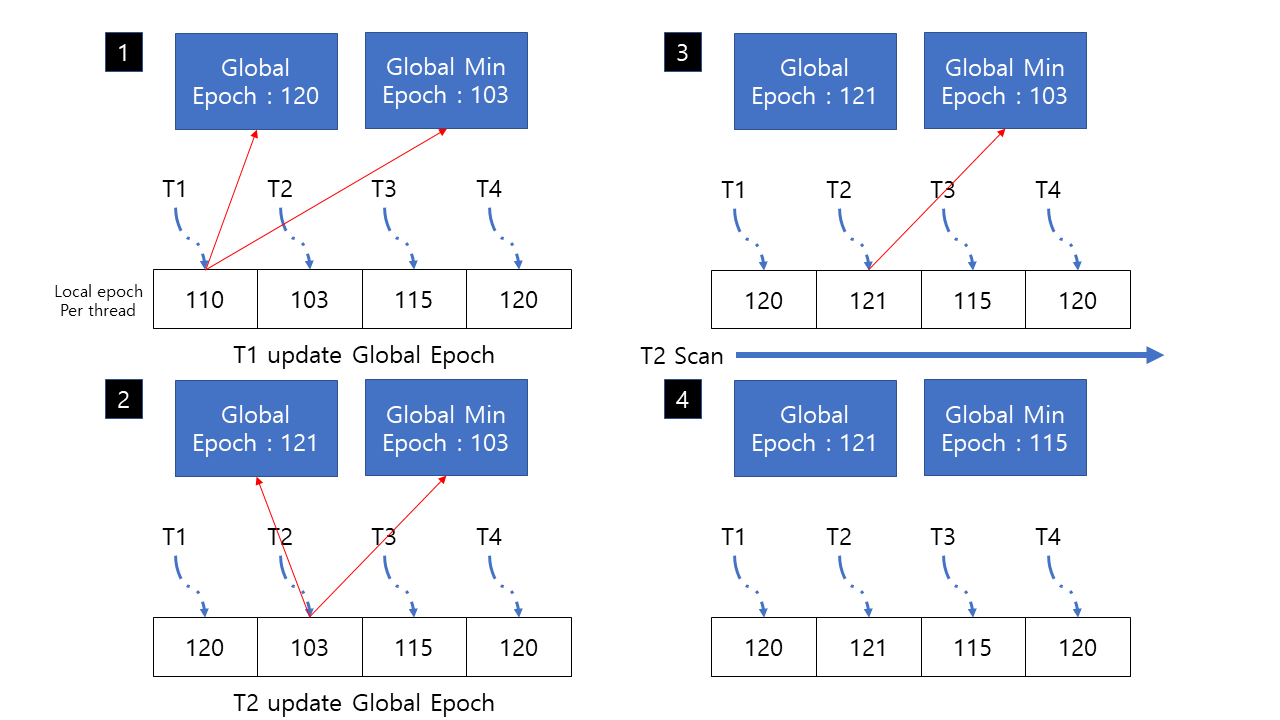 1
Global
Epoch : 120
Global Min
Epoch : 103
T1
T2
T3
T4
Local epoch
Per thread
110
103
115
120
T1 update Global Epoch
2
Global
Epoch : 121
Global Min
Epoch : 103
T1
T2
T3
T4
120
103
115
120
T2 update Global Epoch
3
Global
Epoch : 121
Global Min
Epoch : 103
T1
T2
T3
T4
120
121
115
120
T2 Scan
4
Global
Epoch : 121
Global Min
Epoch : 115
T1
T2
T3
T4
120
121
115
120